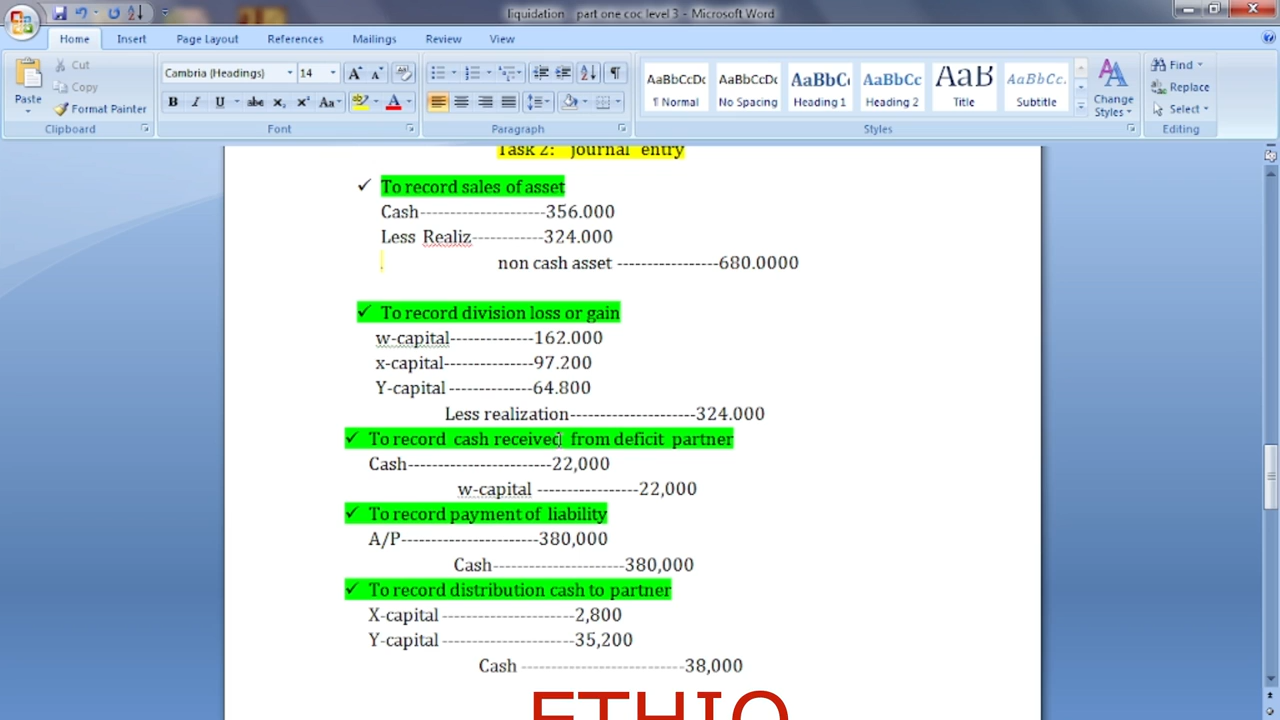 liquidation part one coc level 3 - Microsoft Word
Home Insert Page Layout References Mailings Review View
Paste
Cut
Copy
Format Painter
Clipboard
Cambria (Headings) 14
Font
Paragraph
AaBbCcDc AaBbCcDc AaBbC AaBbCc AaB AaBbCc.
¶ Normal No Spacing Heading 1 Heading 2 Title Subtitle
Change Styles
Styles
Find
Replace
Select
Editing
Task 2: journal entry
✓ To record sales of asset
Cash--------------------356.000
Less Realiz------------324.000
. non cash asset -----------------680.0000
✓ To record division loss or gain
w-capital--------------162.000
x-capital---------------97.200
Y-capital --------------64.800
Less realization---------------------324.000
✓ To record cash received from deficit partner
Cash------------------------22,000
w-capital -----------------22,000
✓ To record payment of liability
A/P-----------------------380,000
Cash----------------------380,000
✓ To record distribution cash to partner
X-capital ----------------------2,800
Y-capital ----------------------35,200
Cash ---------------------------38,000
ETHIO